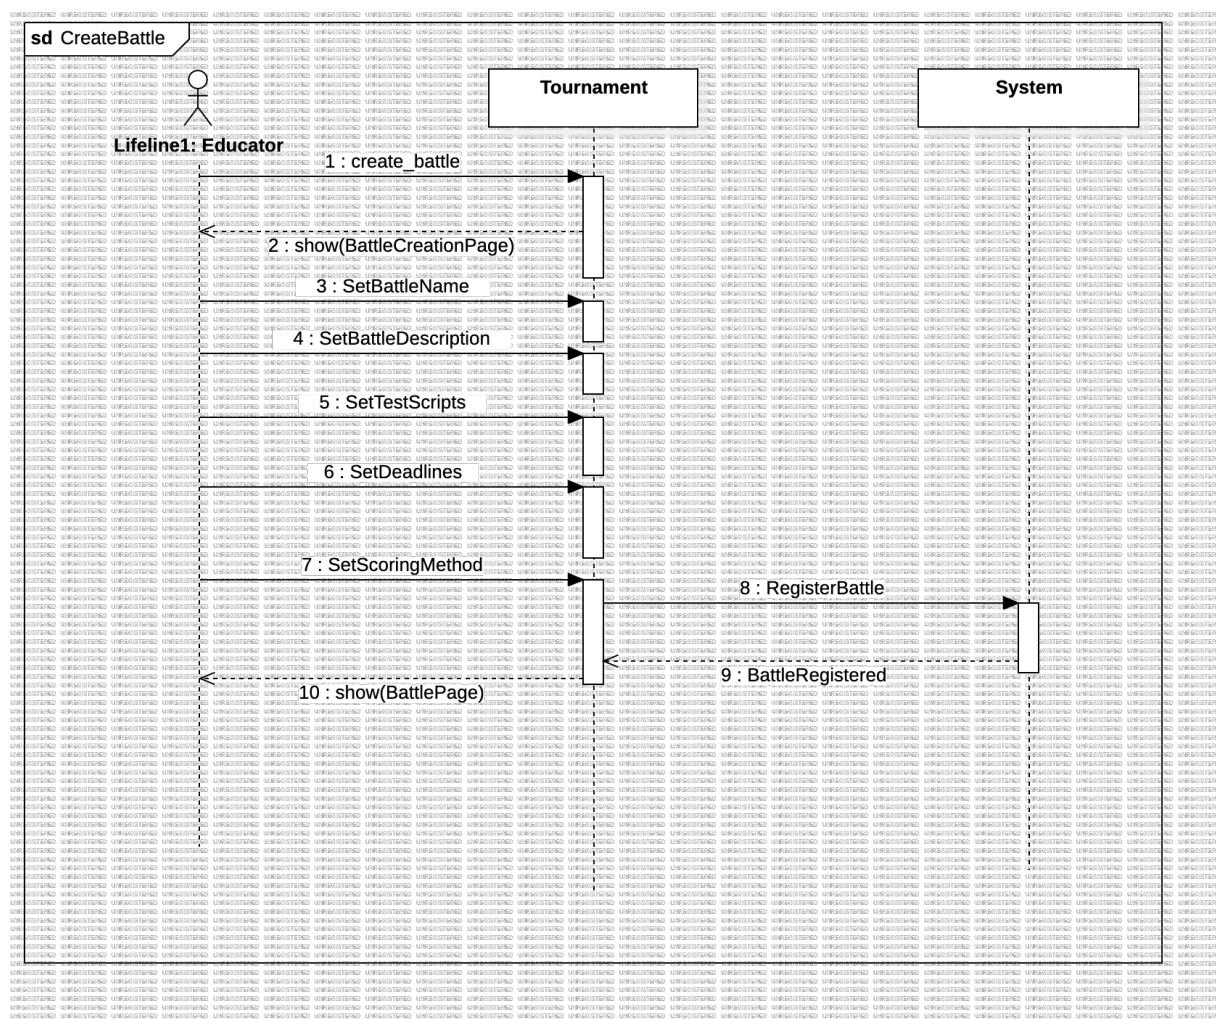 sd CreateBattle
Tournament
System
Lifeline1: Educator
1 : create_battle
2 : show(BattleCreationPage)
3 : SetBattleName
4 : SetBattleDescription
5 : SetTestScripts
6 : SetDeadlines
7 : SetScoringMethod
8 : RegisterBattle
9 : BattleRegistered
10 : show(BattlePage)
UNREGISTERED